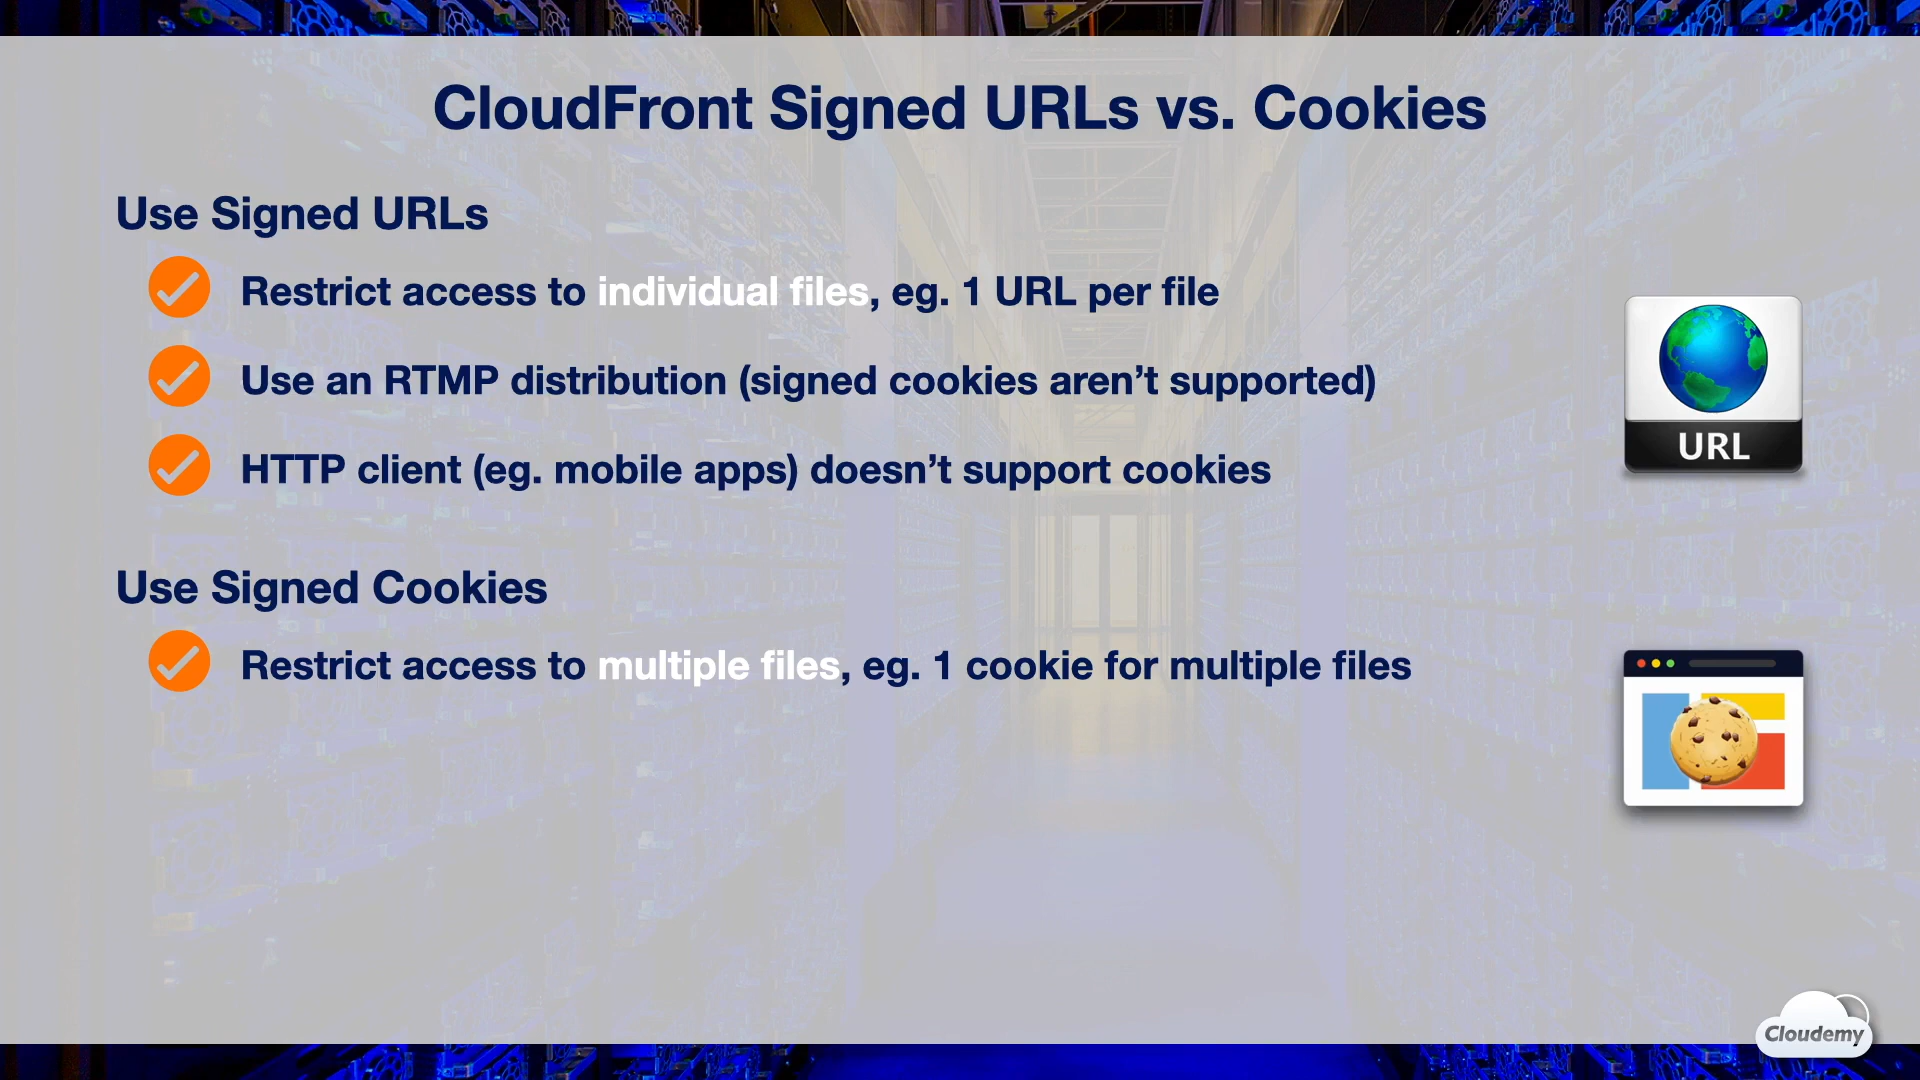 CloudFront Signed URLs vs. Cookies
Use Signed URLs
Restrict access to individual files, eg. 1 URL per file
Use an RTMP distribution (signed cookies aren’t supported)
HTTP client (eg. mobile apps) doesn’t support cookies
URL
Use Signed Cookies
Restrict access to multiple files, eg. 1 cookie for multiple files
Cloudemy